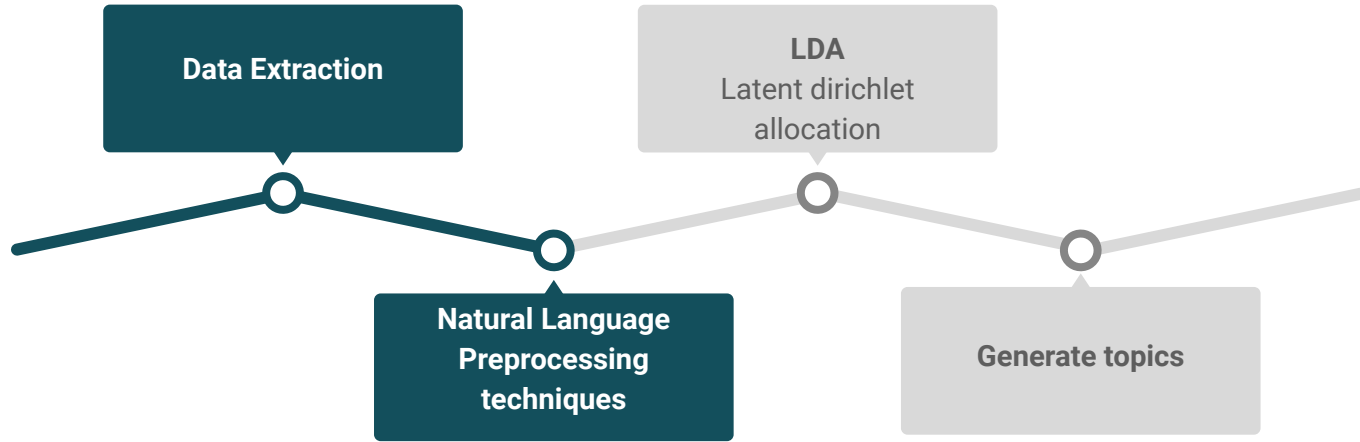 Data Extraction
Natural Language
Preprocessing
techniques
LDA
Latent dirichlet
allocation
Generate topics